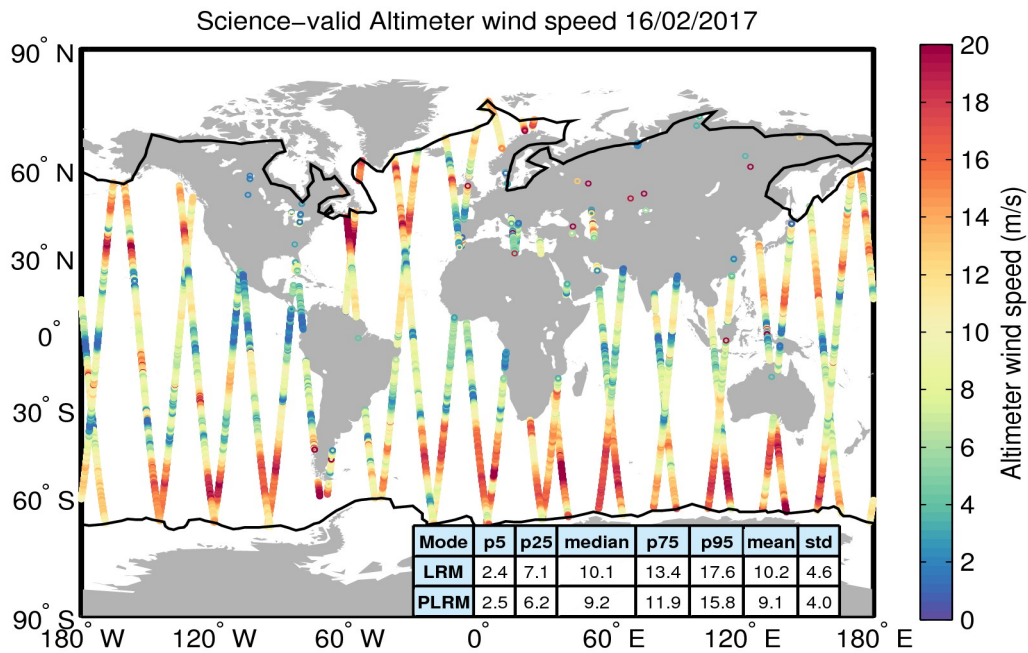 Science−valid Altimeter wind speed 16/02/2017
90° N
60° N
30° N
0°
30° S
60° S
90° S
180° W
120° W
60° W
0°
60° E
120° E
180° E
Mode p5 p25 median p75 p95 mean std
LRM 2.4 7.1 10.1 13.4 17.6 10.2 4.6
PLRM 2.5 6.2 9.2 11.9 15.8 9.1 4.0
20
18
16
14
12
10
8
6
4
2
0
Altimeter wind speed (m/s)